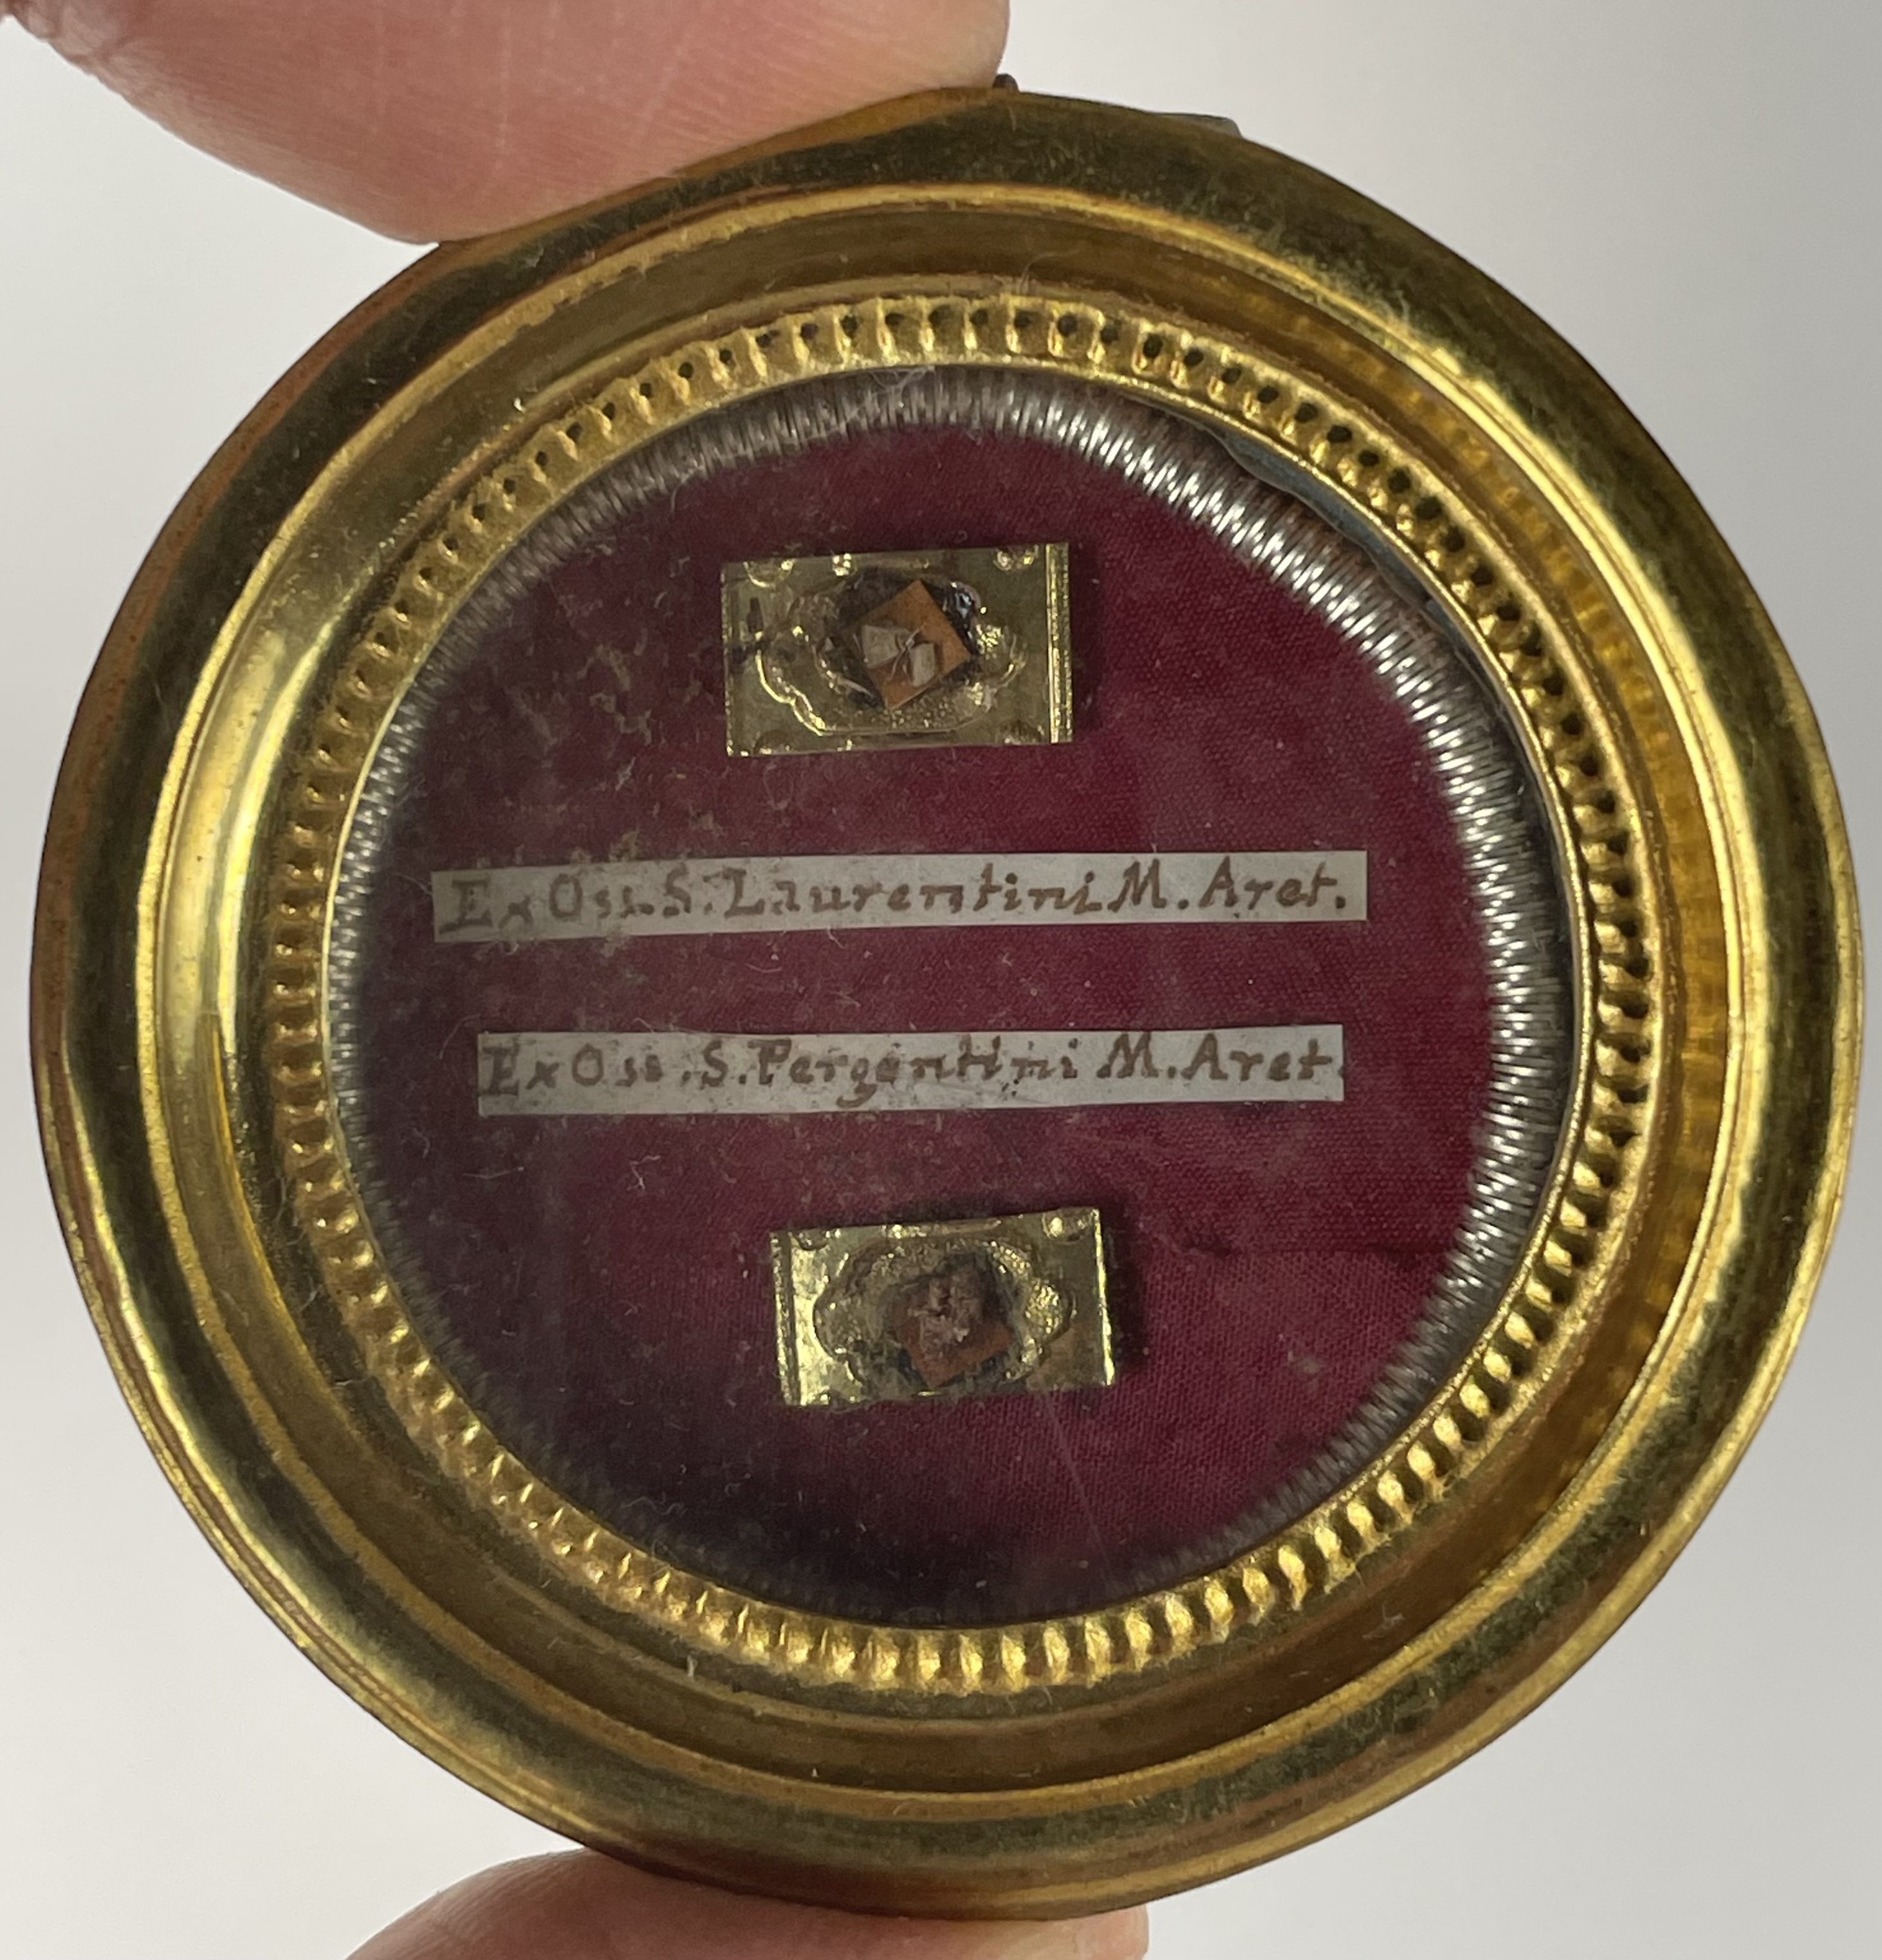 Ex Oss. S. Laurentini M. Aret.
Ex Oss. S. Pergentini M. Aret.